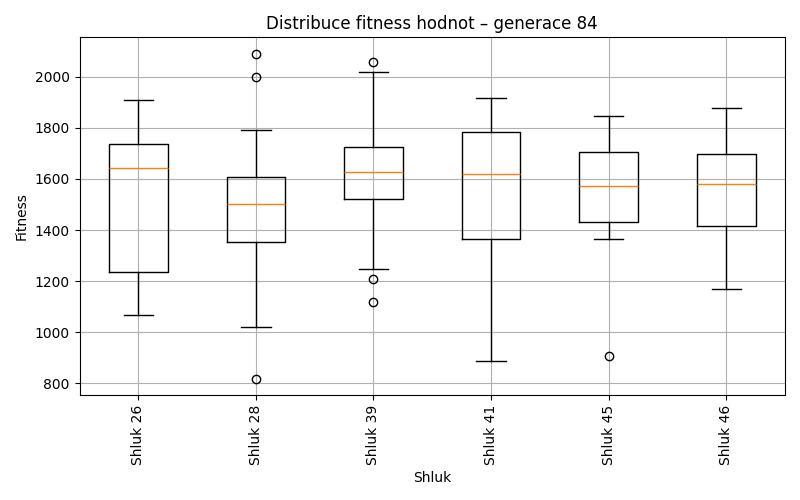 Distribuce fitness hodnot – generace 84
Fitness
2000
1800
1600
1400
1200
1000
800
Shluk 26
Shluk 28
Shluk 39
Shluk 41
Shluk 45
Shluk 46
Shluk